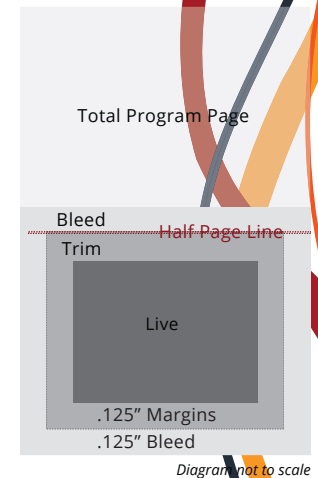 Total Program Page
Bleed
Half Page Line
Trim
Live
.125” Margins
.125” Bleed
Diagram not to scale